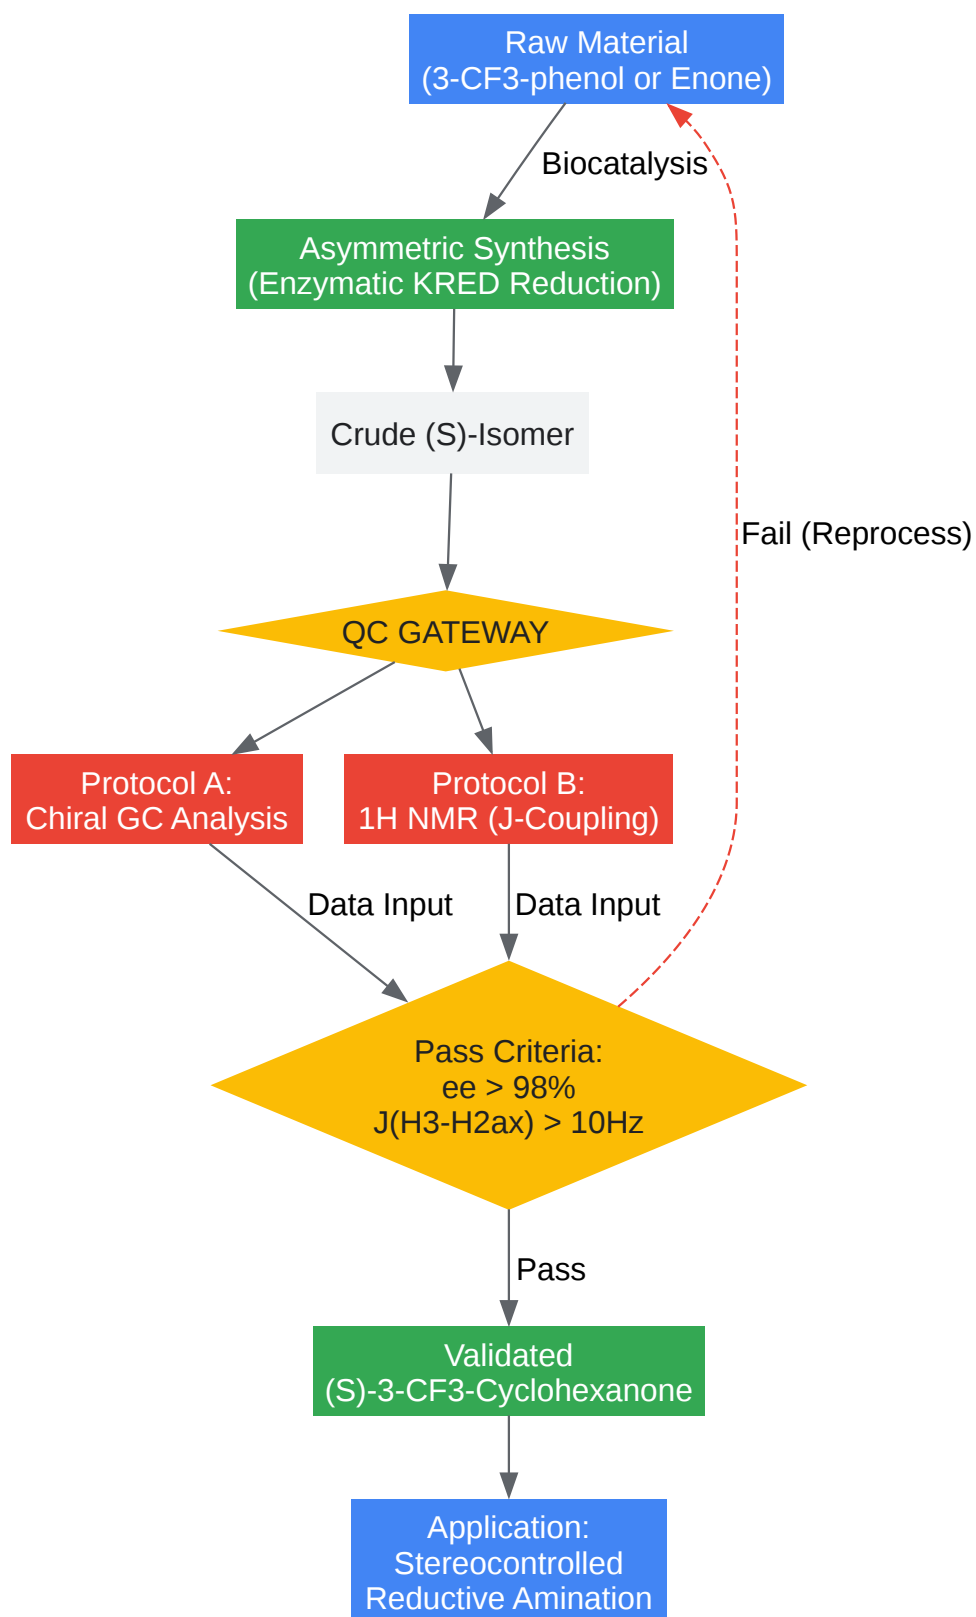 Raw Material
(3-CF3-phenol or Enone)
Biocatalysis
Asymmetric Synthesis
(Enzymatic KRED Reduction)
Crude (S)-Isomer
Fail (Reprocess)
QC GATEWAY
Protocol A:
Chiral GC Analysis
Protocol B:
1H NMR (J-Coupling)
Data Input
Data Input
Pass Criteria:
ee > 98%
J(H3-H2ax) > 10Hz
Pass
Validated
(S)-3-CF3-Cyclohexanone
Application:
Stereocontrolled
Reductive Amination